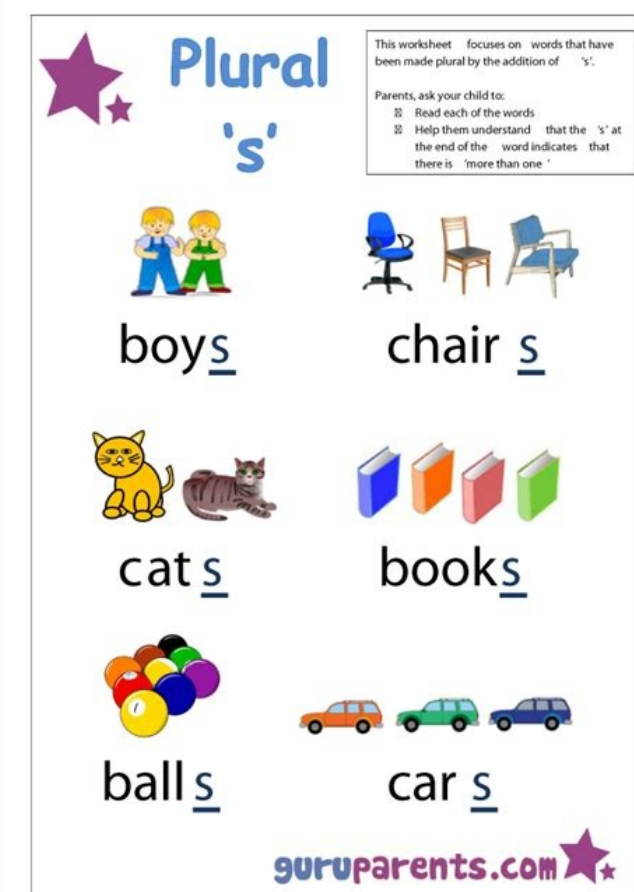 Plural
's'
This worksheet focuses on words that have
been made plural by the addition of 's'.
Parents, ask your child to:
Read each of the words
Help them understand that the 's' at
the end of the word indicates that
there is 'more than one '
boys
chair s
cat s
books
ball s
car s
guruparents.com